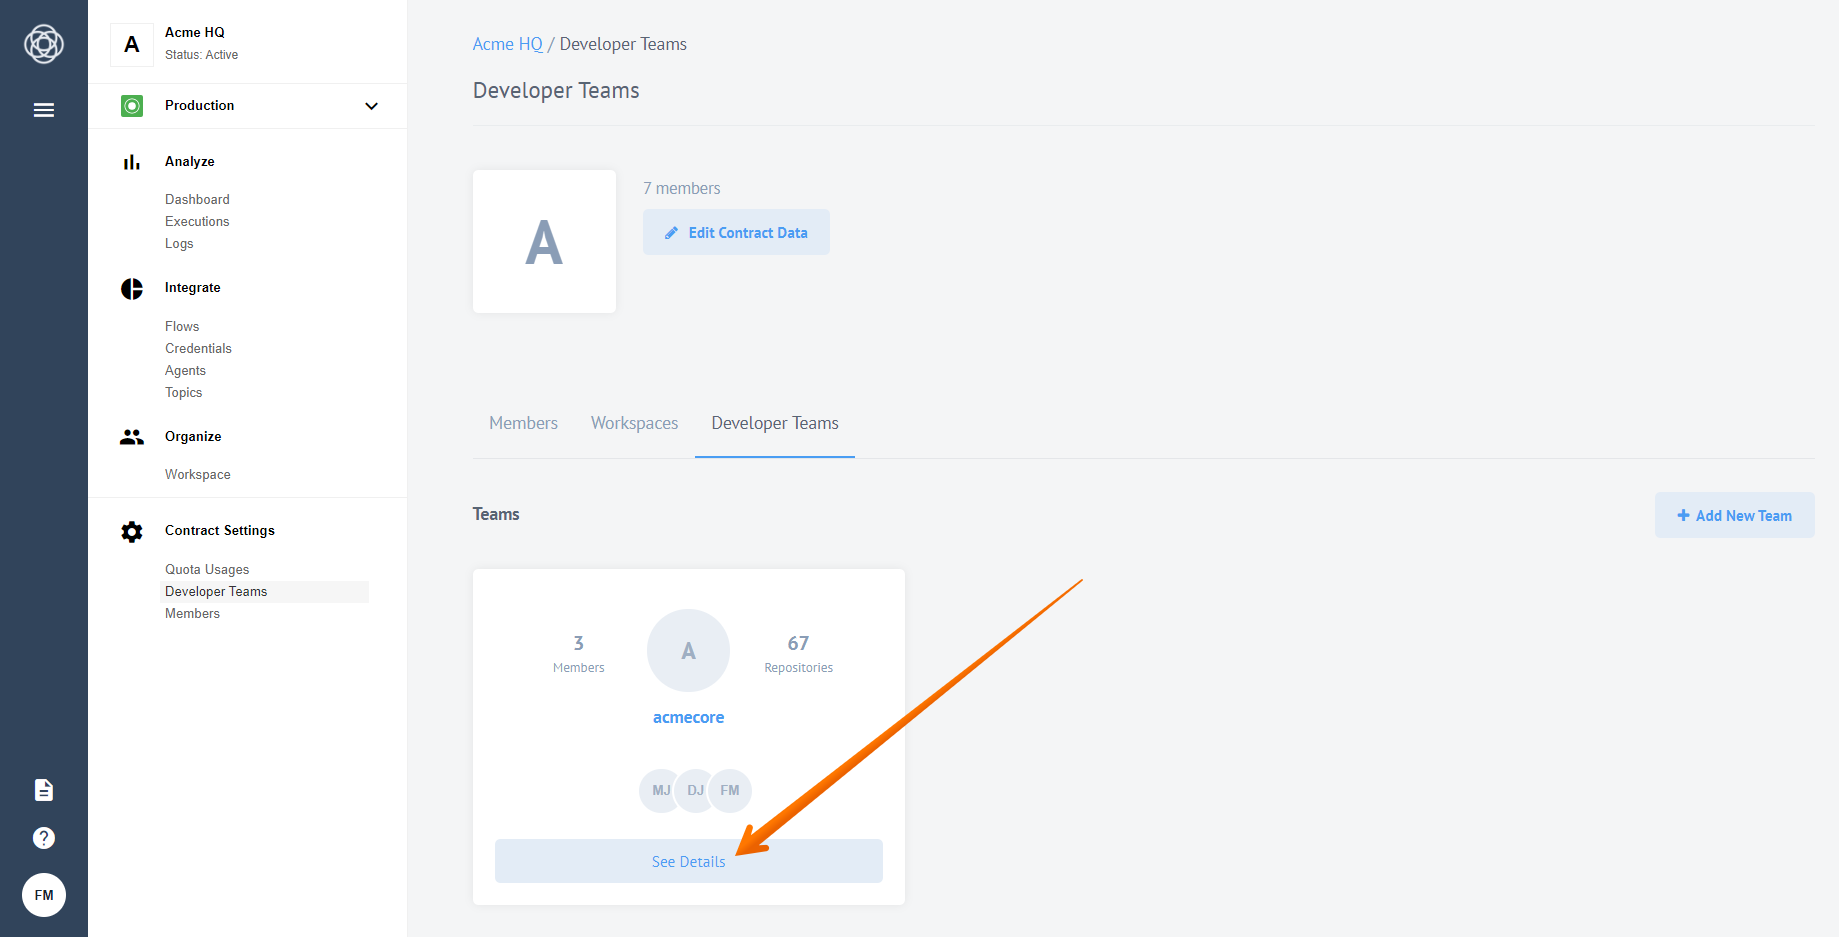 A
Acme HQ
Status: Active
Production
Analyze
Dashboard
Executions
Logs
Integrate
Flows
Credentials
Agents
Topics
Organize
Workspace
Contract Settings
Quota Usages
Developer Teams
Members
?
FM
Acme HQ / Developer Teams
Developer Teams
A
7 members
Edit Contract Data
Members Workspaces Developer Teams
Teams
+ Add New Team
3
Members
A
67
Repositories
acmecore
MJ DJ FM
See Details